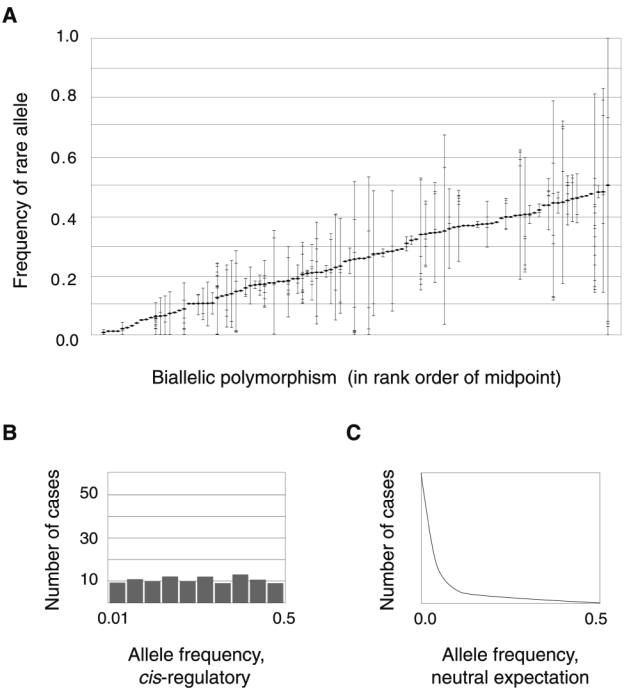 A
Frequency of rare allele
1.0
0.8
0.6
0.4
0.2
0.0
Biallelic polymorphism (in rank order of midpoint)
B
Number of cases
50
30
10
0.01 0.5
Allele frequency,
cis-regulatory
C
Number of cases
0.0 0.5
Allele frequency,
neutral expectation